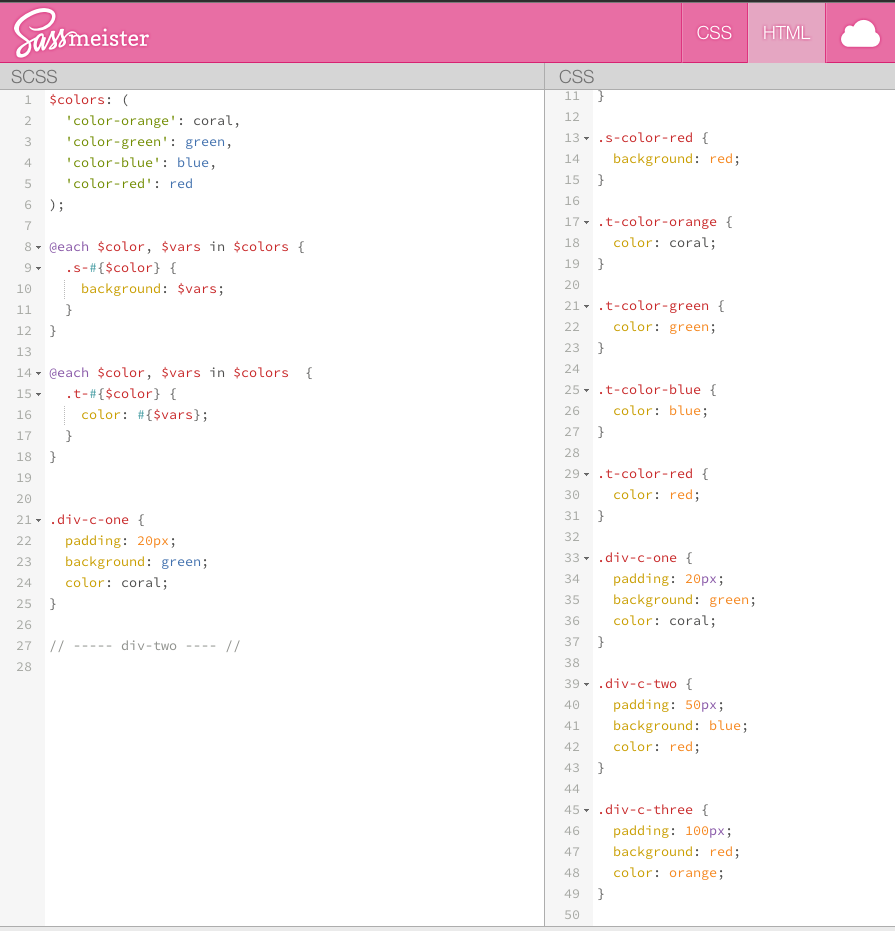 Sassmeister
CSS
HTML
SCSS
1 $colors: (
2   'color-orange': coral,
3   'color-green': green,
4   'color-blue': blue,
5   'color-red': red
6 );
7
8 @each $color, $vars in $colors {
9   .s-#{$color} {
10     background: $vars;
11   }
12 }
13
14 @each $color, $vars in $colors  {
15   .t-#{$color} {
16     color: #{$vars};
17   }
18 }
19
20
21 .div-c-one {
22   padding: 20px;
23   background: green;
24   color: coral;
25 }
26
27 // ----- div-two ---- //
28
CSS
11 }
12
13 .s-color-red {
14   background: red;
15 }
16
17 .t-color-orange {
18   color: coral;
19 }
20
21 .t-color-green {
22   color: green;
23 }
24
25 .t-color-blue {
26   color: blue;
27 }
28
29 .t-color-red {
30   color: red;
31 }
32
33 .div-c-one {
34   padding: 20px;
35   background: green;
36   color: coral;
37 }
38
39 .div-c-two {
40   padding: 50px;
41   background: blue;
42   color: red;
43 }
44
45 .div-c-three {
46   padding: 100px;
47   background: red;
48   color: orange;
49 }
50